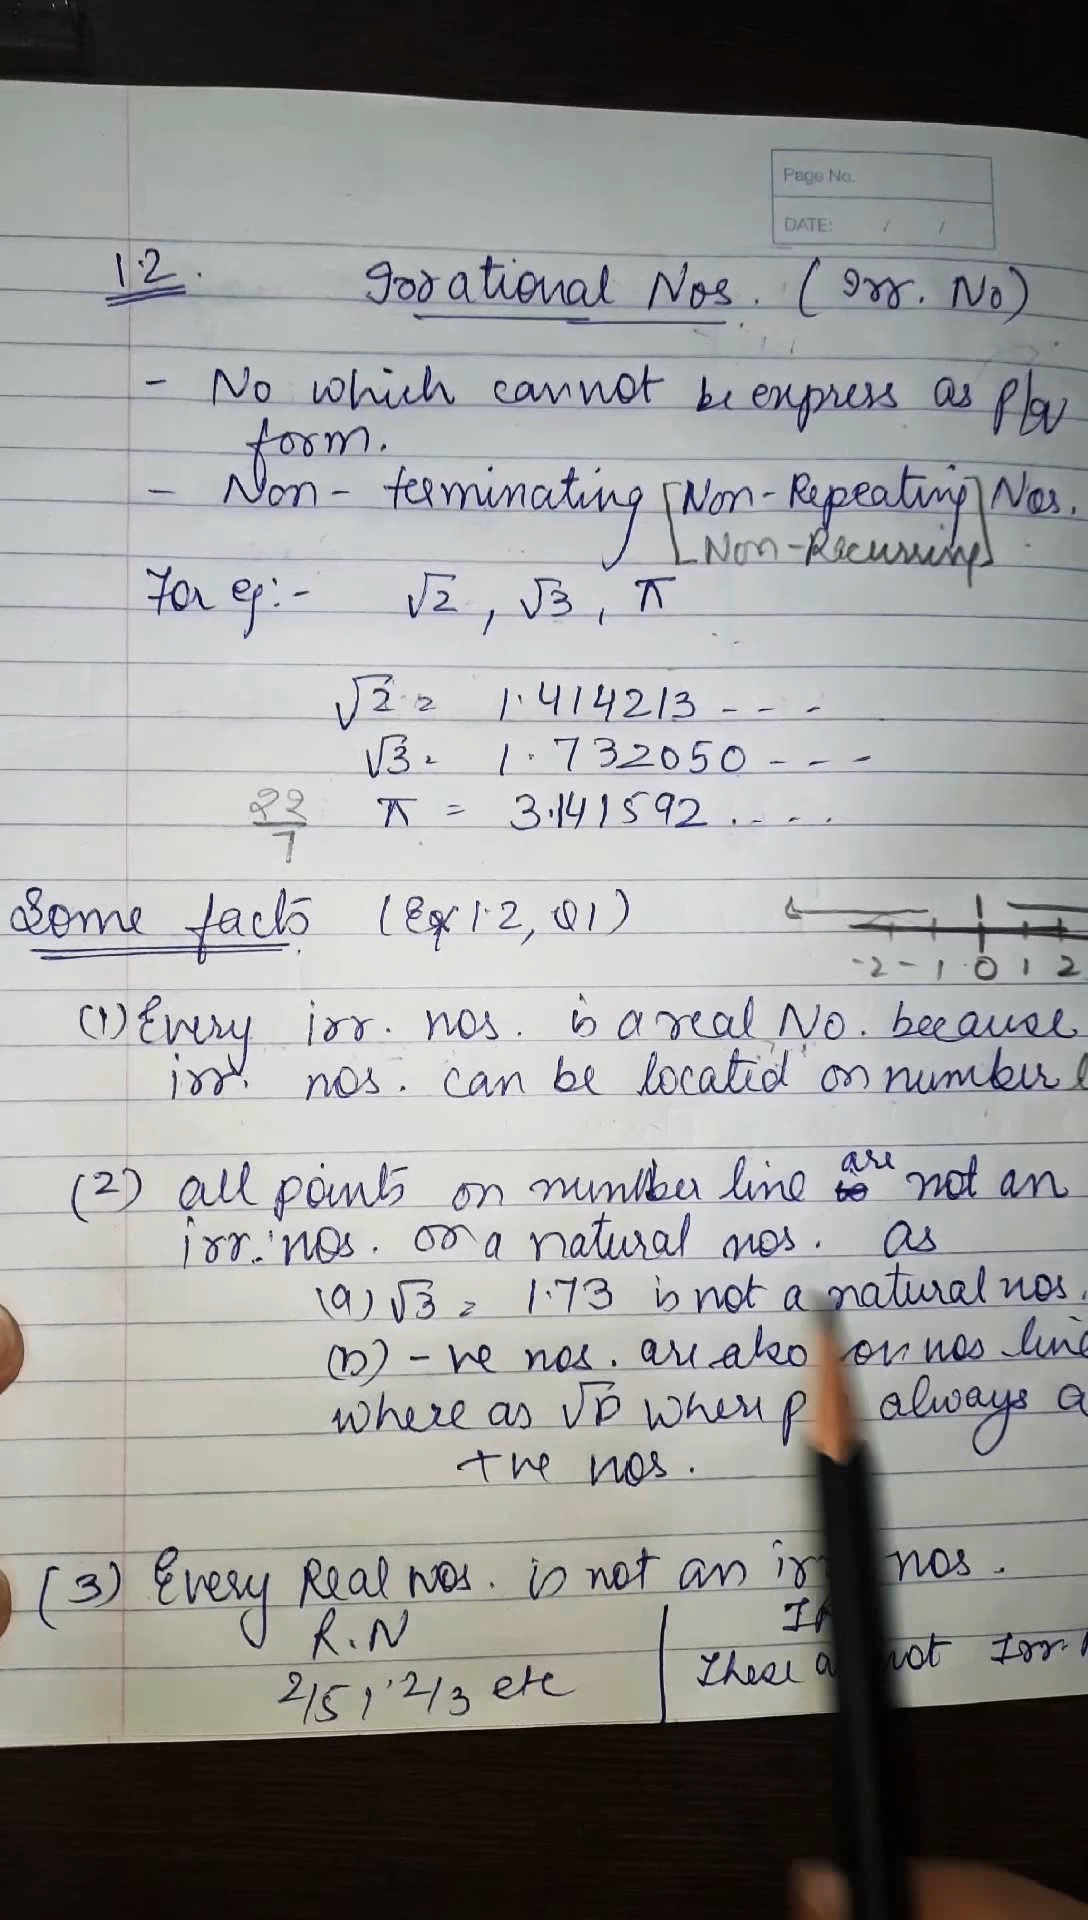 Page No.
DATE: / /
1.2. Irrational Nos. (Irr. No)
- No which cannot be express as p/q
form.
- Non-terminating [Non-Repeating] Nos.
[Non-Recurring]
For eg:- √2, √3, π
√2 = 1.414213 - - -
√3 = 1.732050 - - -
22/7 π = 3.141592 . . . .
Some facts (Ex 1.2, Q1)
-2 -1 0 1 2
(1) Every irr. nos. is a real No. because
irr. nos. can be located on number
(2) all points on number line are not an
irr. nos. or a natural nos. as
(a) √3 = 1.73 is not a natural nos.
(b) -ve nos. are also on nos line
where as √p where p always a
+ve nos.
(3) Every Real nos. is not an nos.
R.N
2/5, 2/3 etc These not Irr.